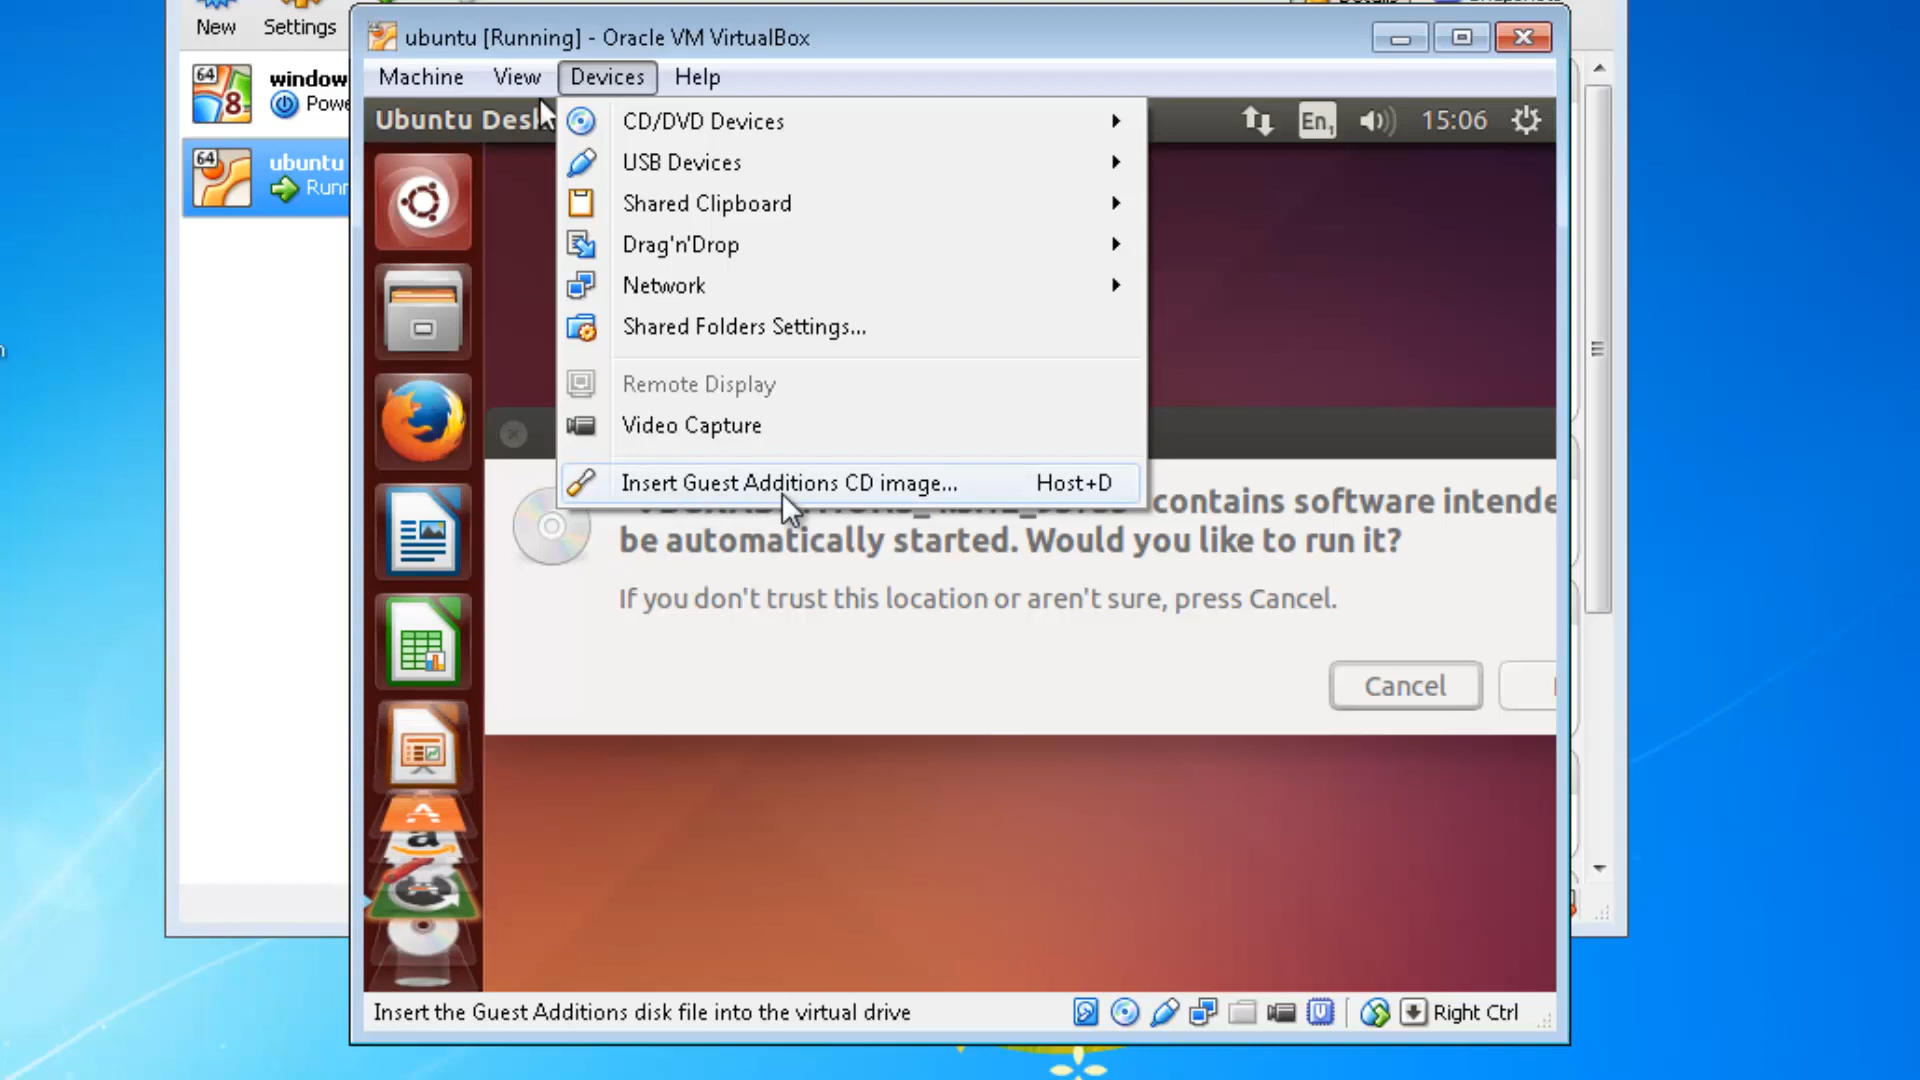 New Settings
ubuntu [Running] - Oracle VM VirtualBox
Machine View Devices Help
64
8
window
Powe
64
ubuntu
Runn
Ubuntu Desk
En1
15:06
CD/DVD Devices
USB Devices
Shared Clipboard
Drag'n'Drop
Network
Shared Folders Settings...
Remote Display
Video Capture
Insert Guest Additions CD image... Host+D
contains software intende
be automatically started. Would you like to run it?
If you don't trust this location or aren't sure, press Cancel.
Cancel
Insert the Guest Additions disk file into the virtual drive
Right Ctrl